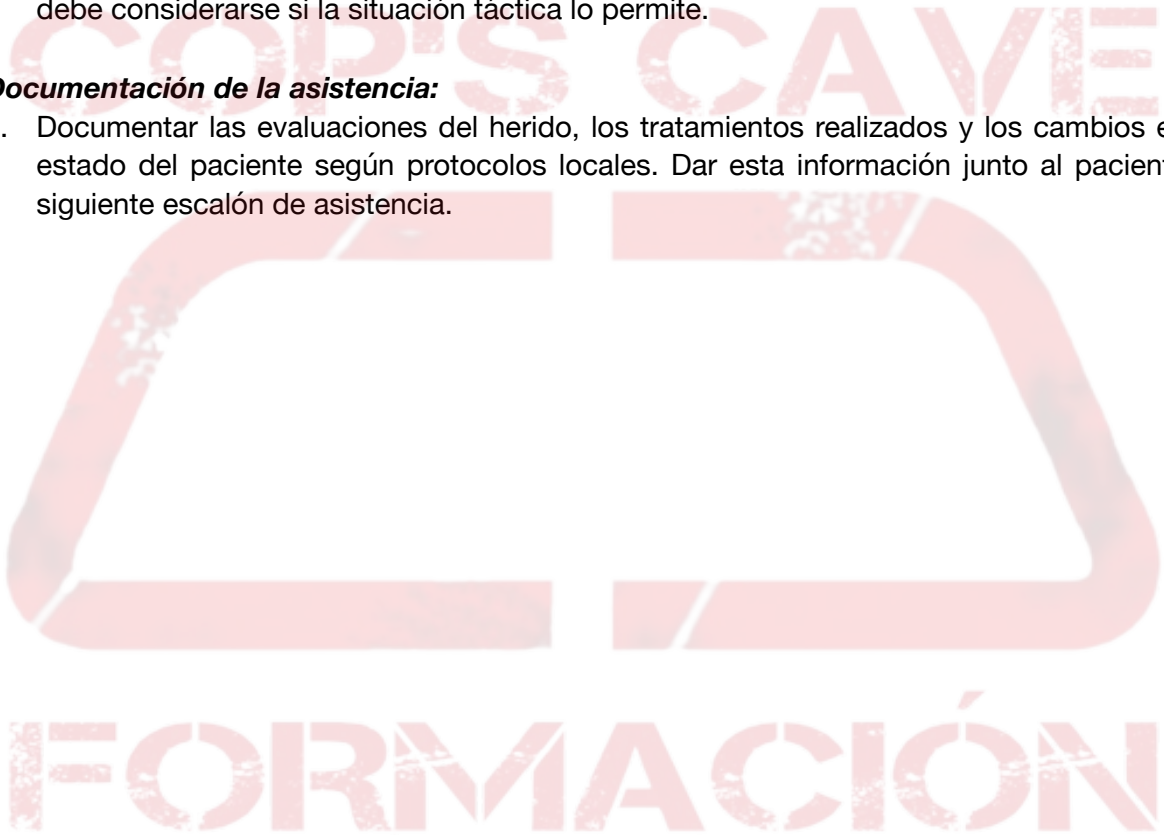 debe considerarse si la situación táctica lo permite.
COP'S CAVE
ocumentación de la asistencia:
. Documentar las evaluaciones del herido, los tratamientos realizados y los cambios e
estado del paciente según protocolos locales. Dar esta información junto al pacient
siguiente escalón de asistencia.
FORMACIÓN